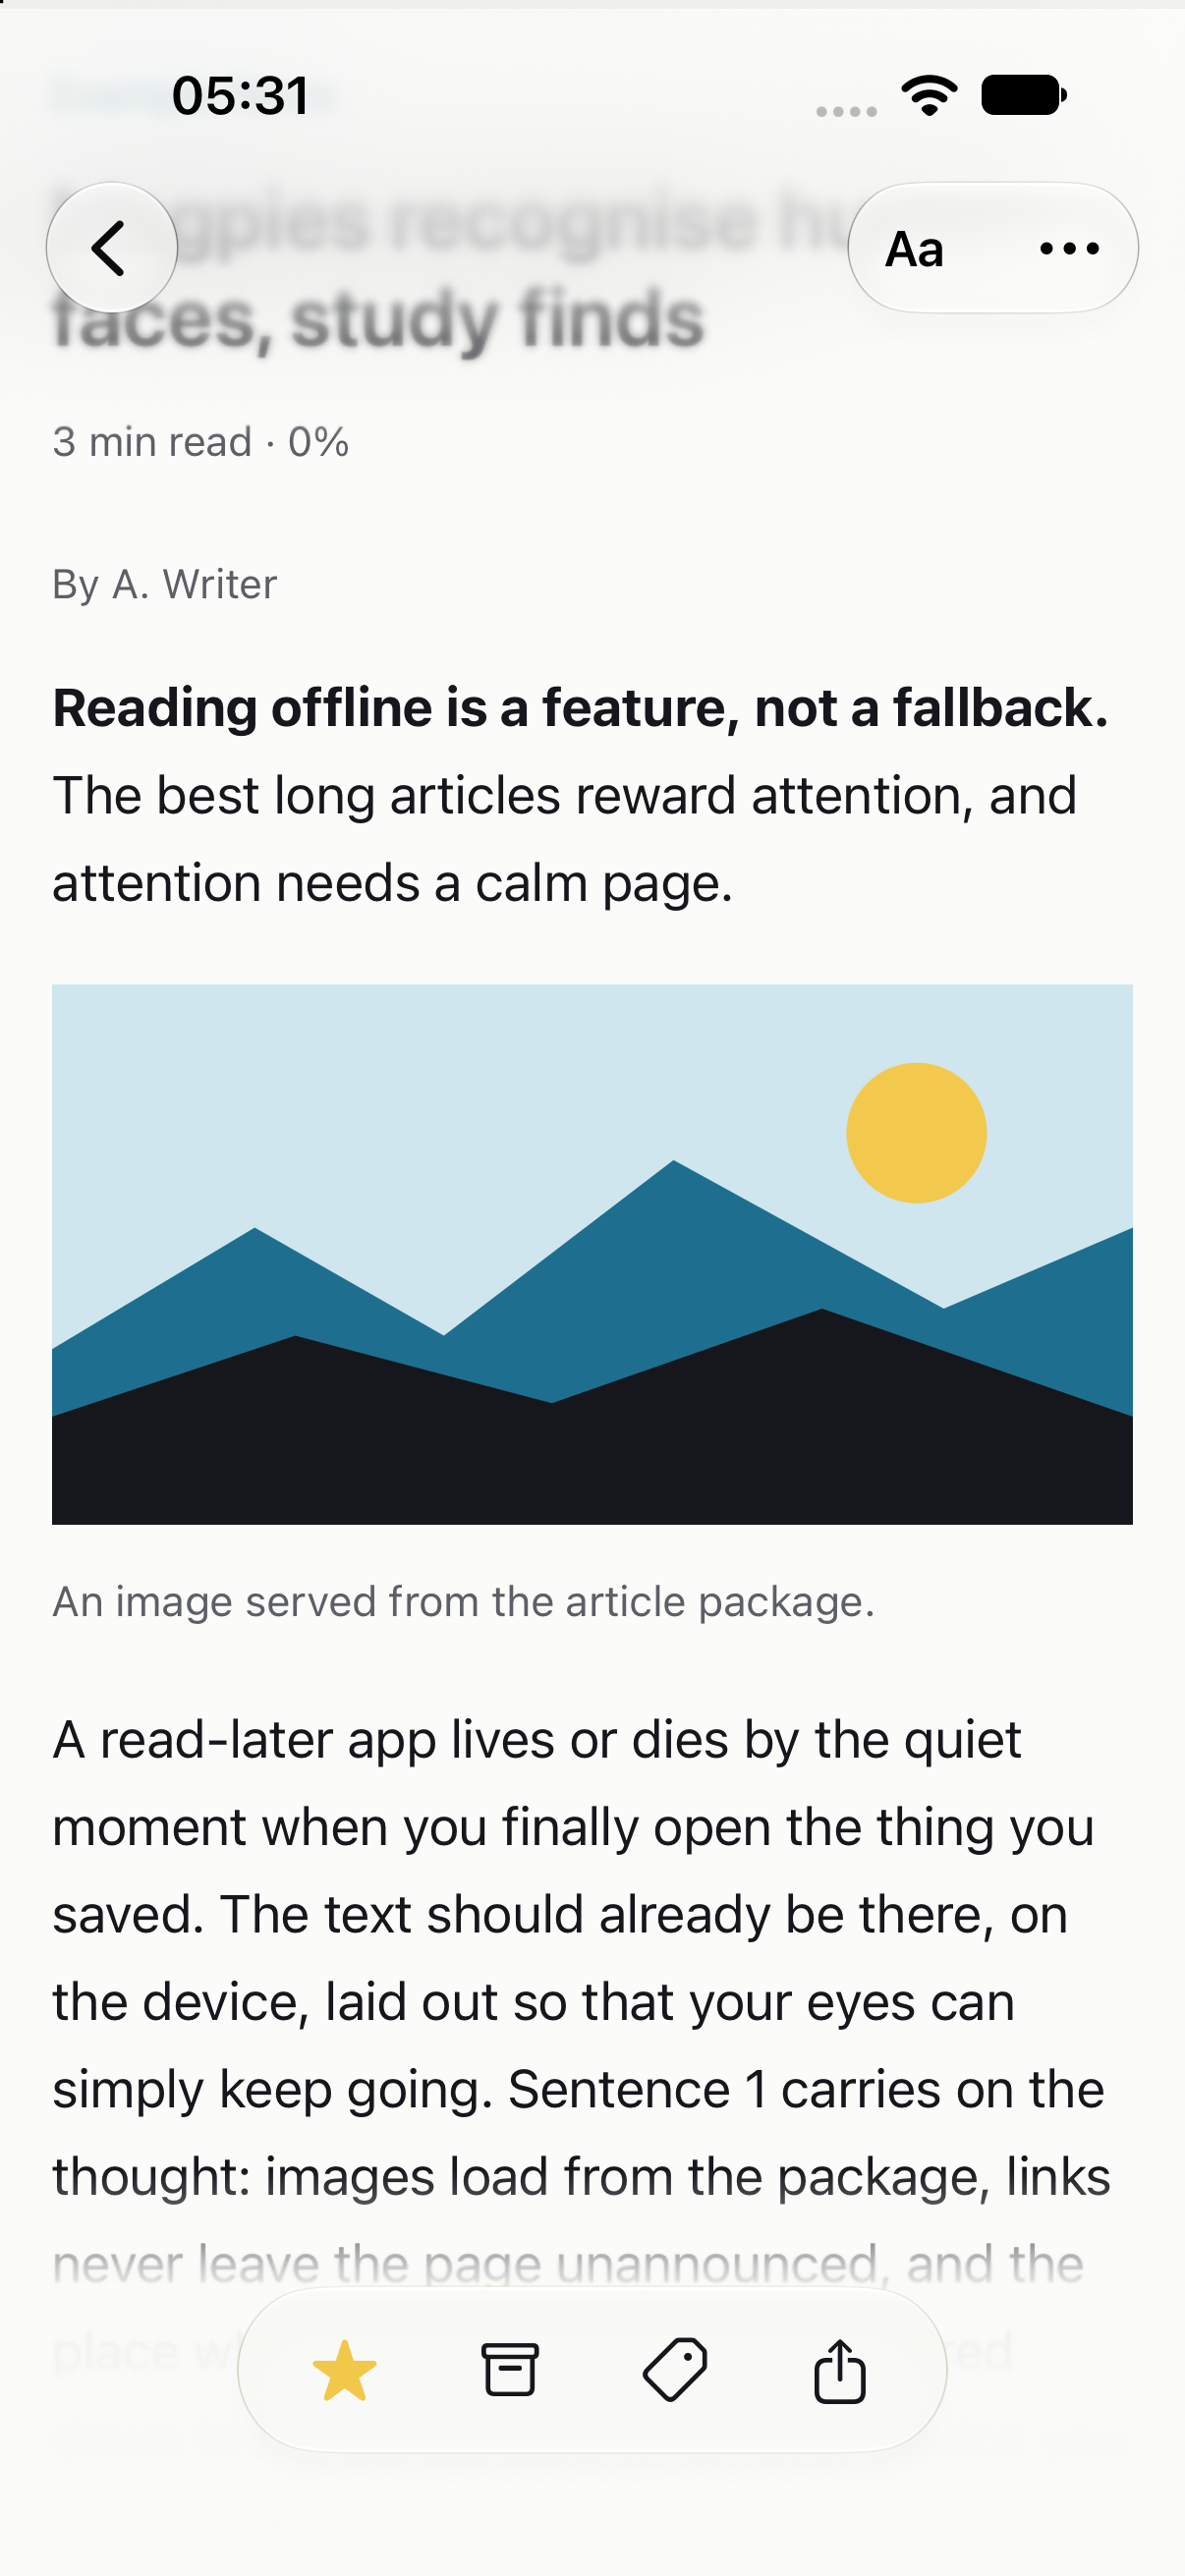 05:31
recognise
Aa
faces, study finds
3 min read · 0%
By A. Writer
Reading offline is a feature, not a fallback.
The best long articles reward attention, and
attention needs a calm page.
An image served from the article package.
A read-later app lives or dies by the quiet
moment when you finally open the thing you
saved. The text should already be there, on
the device, laid out so that your eyes can
simply keep going. Sentence 1 carries on the
thought: images load from the package, links
never leave the page unannounced, and the
place